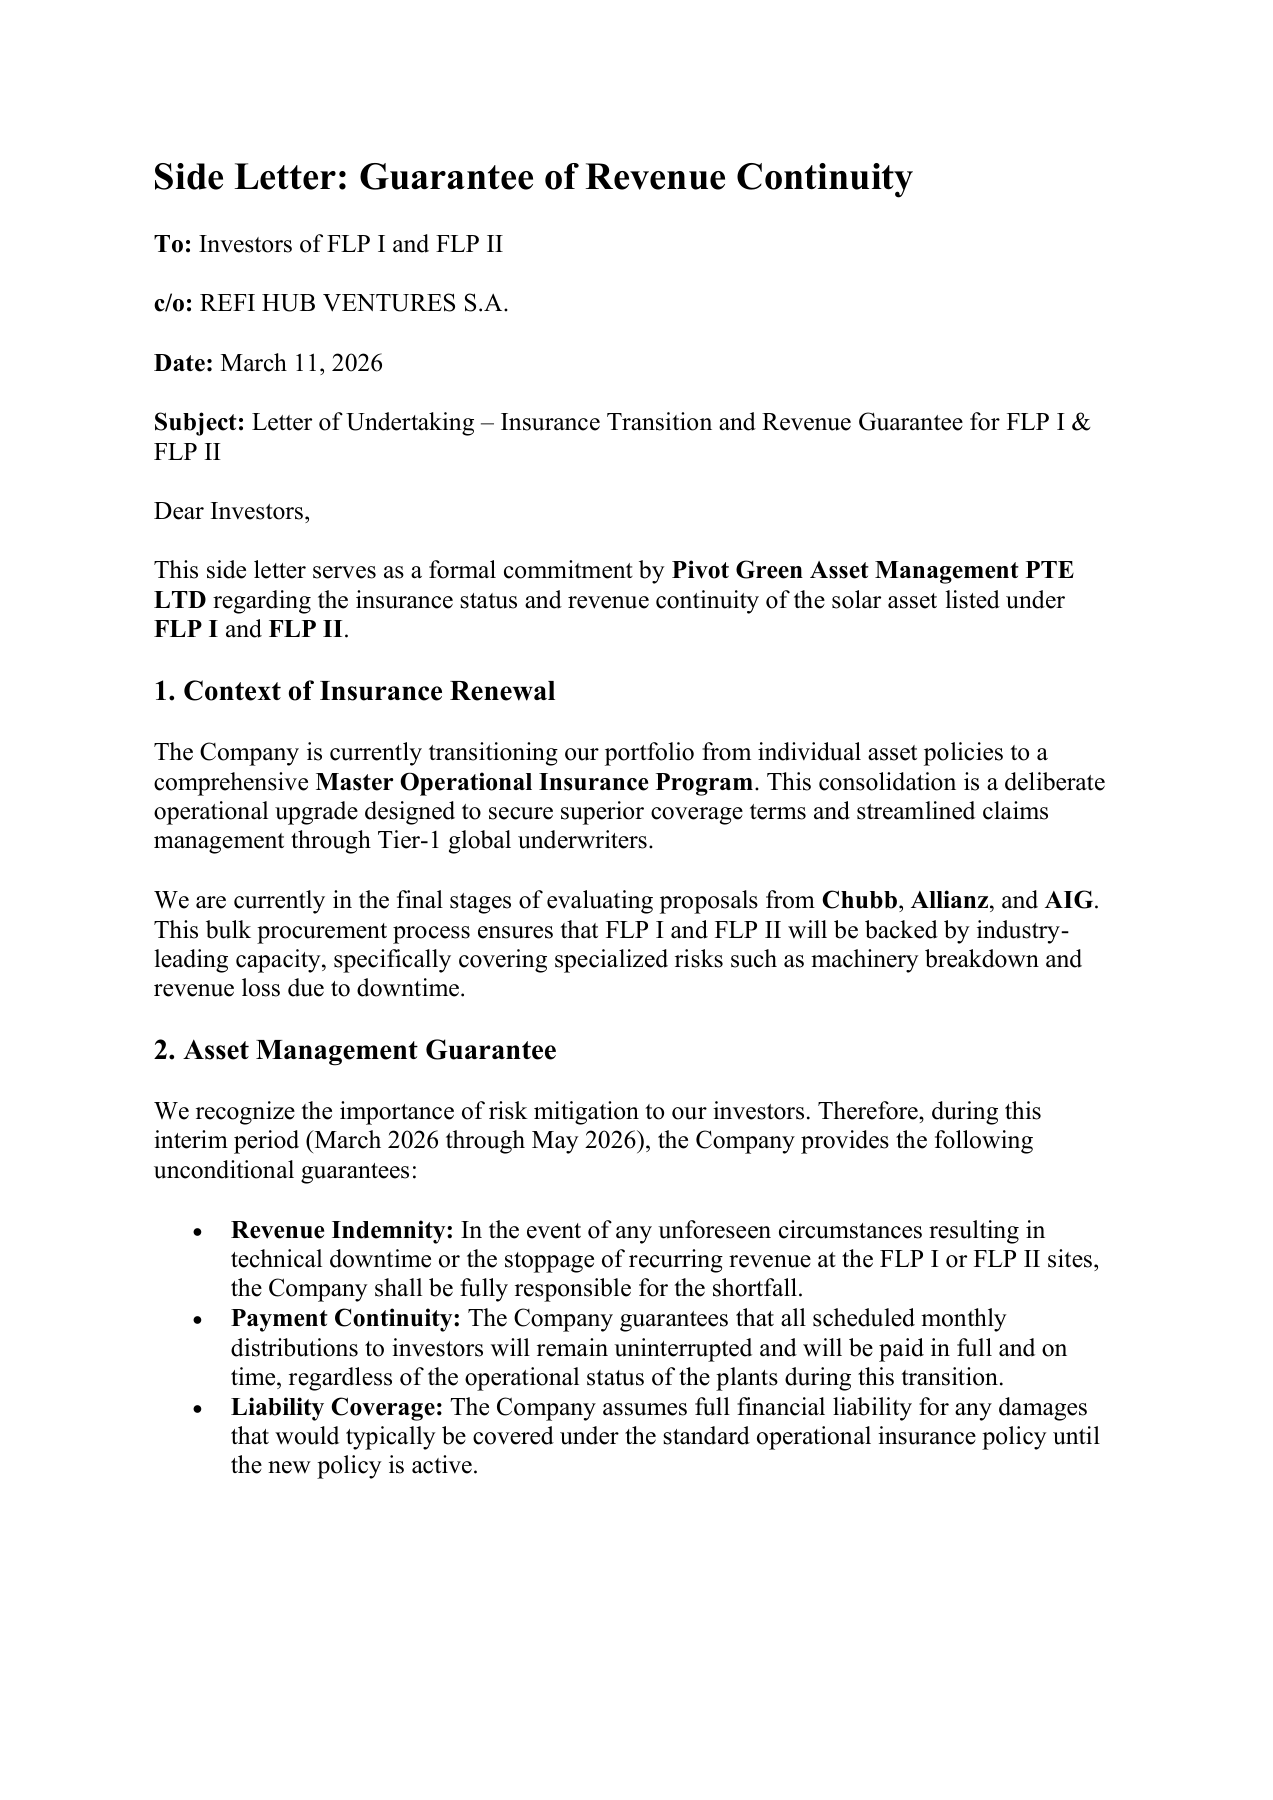 Side Letter: Guarantee of Revenue Continuity
To: Investors of FLP I and FLP II
c/o: REFI HUB VENTURES S.A.
Date: March 11, 2026
Subject: Letter of Undertaking – Insurance Transition and Revenue Guarantee for FLP I &
FLP II
Dear Investors,
This side letter serves as a formal commitment by Pivot Green Asset Management PTE
LTD regarding the insurance status and revenue continuity of the solar asset listed under
FLP I and FLP II.
1. Context of Insurance Renewal
The Company is currently transitioning our portfolio from individual asset policies to a
comprehensive Master Operational Insurance Program. This consolidation is a deliberate
operational upgrade designed to secure superior coverage terms and streamlined claims
management through Tier-1 global underwriters.
We are currently in the final stages of evaluating proposals from Chubb, Allianz, and AIG.
This bulk procurement process ensures that FLP I and FLP II will be backed by industry-
leading capacity, specifically covering specialized risks such as machinery breakdown and
revenue loss due to downtime.
2. Asset Management Guarantee
We recognize the importance of risk mitigation to our investors. Therefore, during this
interim period (March 2026 through May 2026), the Company provides the following
unconditional guarantees:
• Revenue Indemnity: In the event of any unforeseen circumstances resulting in
technical downtime or the stoppage of recurring revenue at the FLP I or FLP II sites,
the Company shall be fully responsible for the shortfall.
• Payment Continuity: The Company guarantees that all scheduled monthly
distributions to investors will remain uninterrupted and will be paid in full and on
time, regardless of the operational status of the plants during this transition.
• Liability Coverage: The Company assumes full financial liability for any damages
that would typically be covered under the standard operational insurance policy until
the new policy is active.